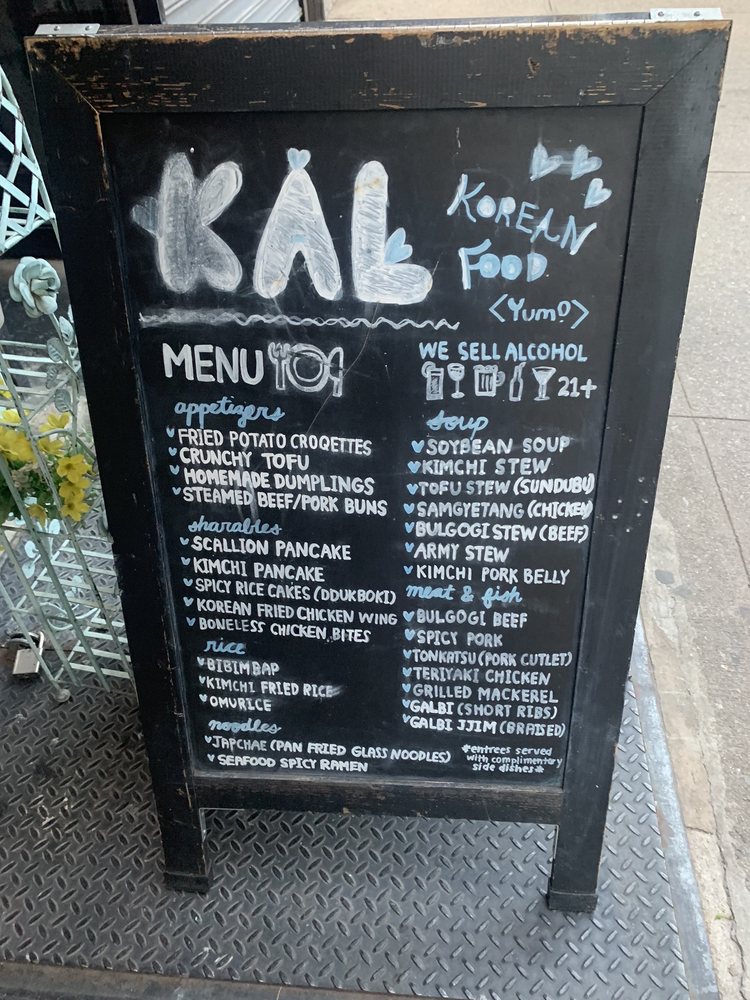 KAL
KOREAN
FOOD
<Yumo>
MENU
appetizers
FRIED POTATO CROQETTES
CRUNCHY TOFU
HOMEMADE DUMPLINGS
STEAMED BEEF/PORK BUNS
sharables
SCALLION PANCAKE
KIMCHI PANCAKE
SPICY RICE CAKES (DDUKBOKI)
KOREAN FRIED CHICKEN WING
BONELESS CHICKEN BITES
rice
BIBIMBAP
KIMCHI FRIED RICE
OMURICE
noodles
JAPCHAE (PAN FRIED GLASS NOODLES)
SEAFOOD SPICY RAMEN
WE SELL ALCOHOL
21+
soup
SOYBEAN SOUP
KIMCHI STEW
TOFU STEW (SUNDUBU)
SAMGYETANG (CHICKEN)
BULGOGI STEW (BEEF)
ARMY STEW
KIMCHI PORK BELLY
meat & fish
BULGOGI BEEF
SPICY PORK
TONKATSU (PORK CUTLET)
TERIYAKI CHICKEN
GRILLED MACKEREL
GALBI (SHORT RIBS)
GALBI JJIM (BRAISED)
*entrees served
with complimentary
side dishes*